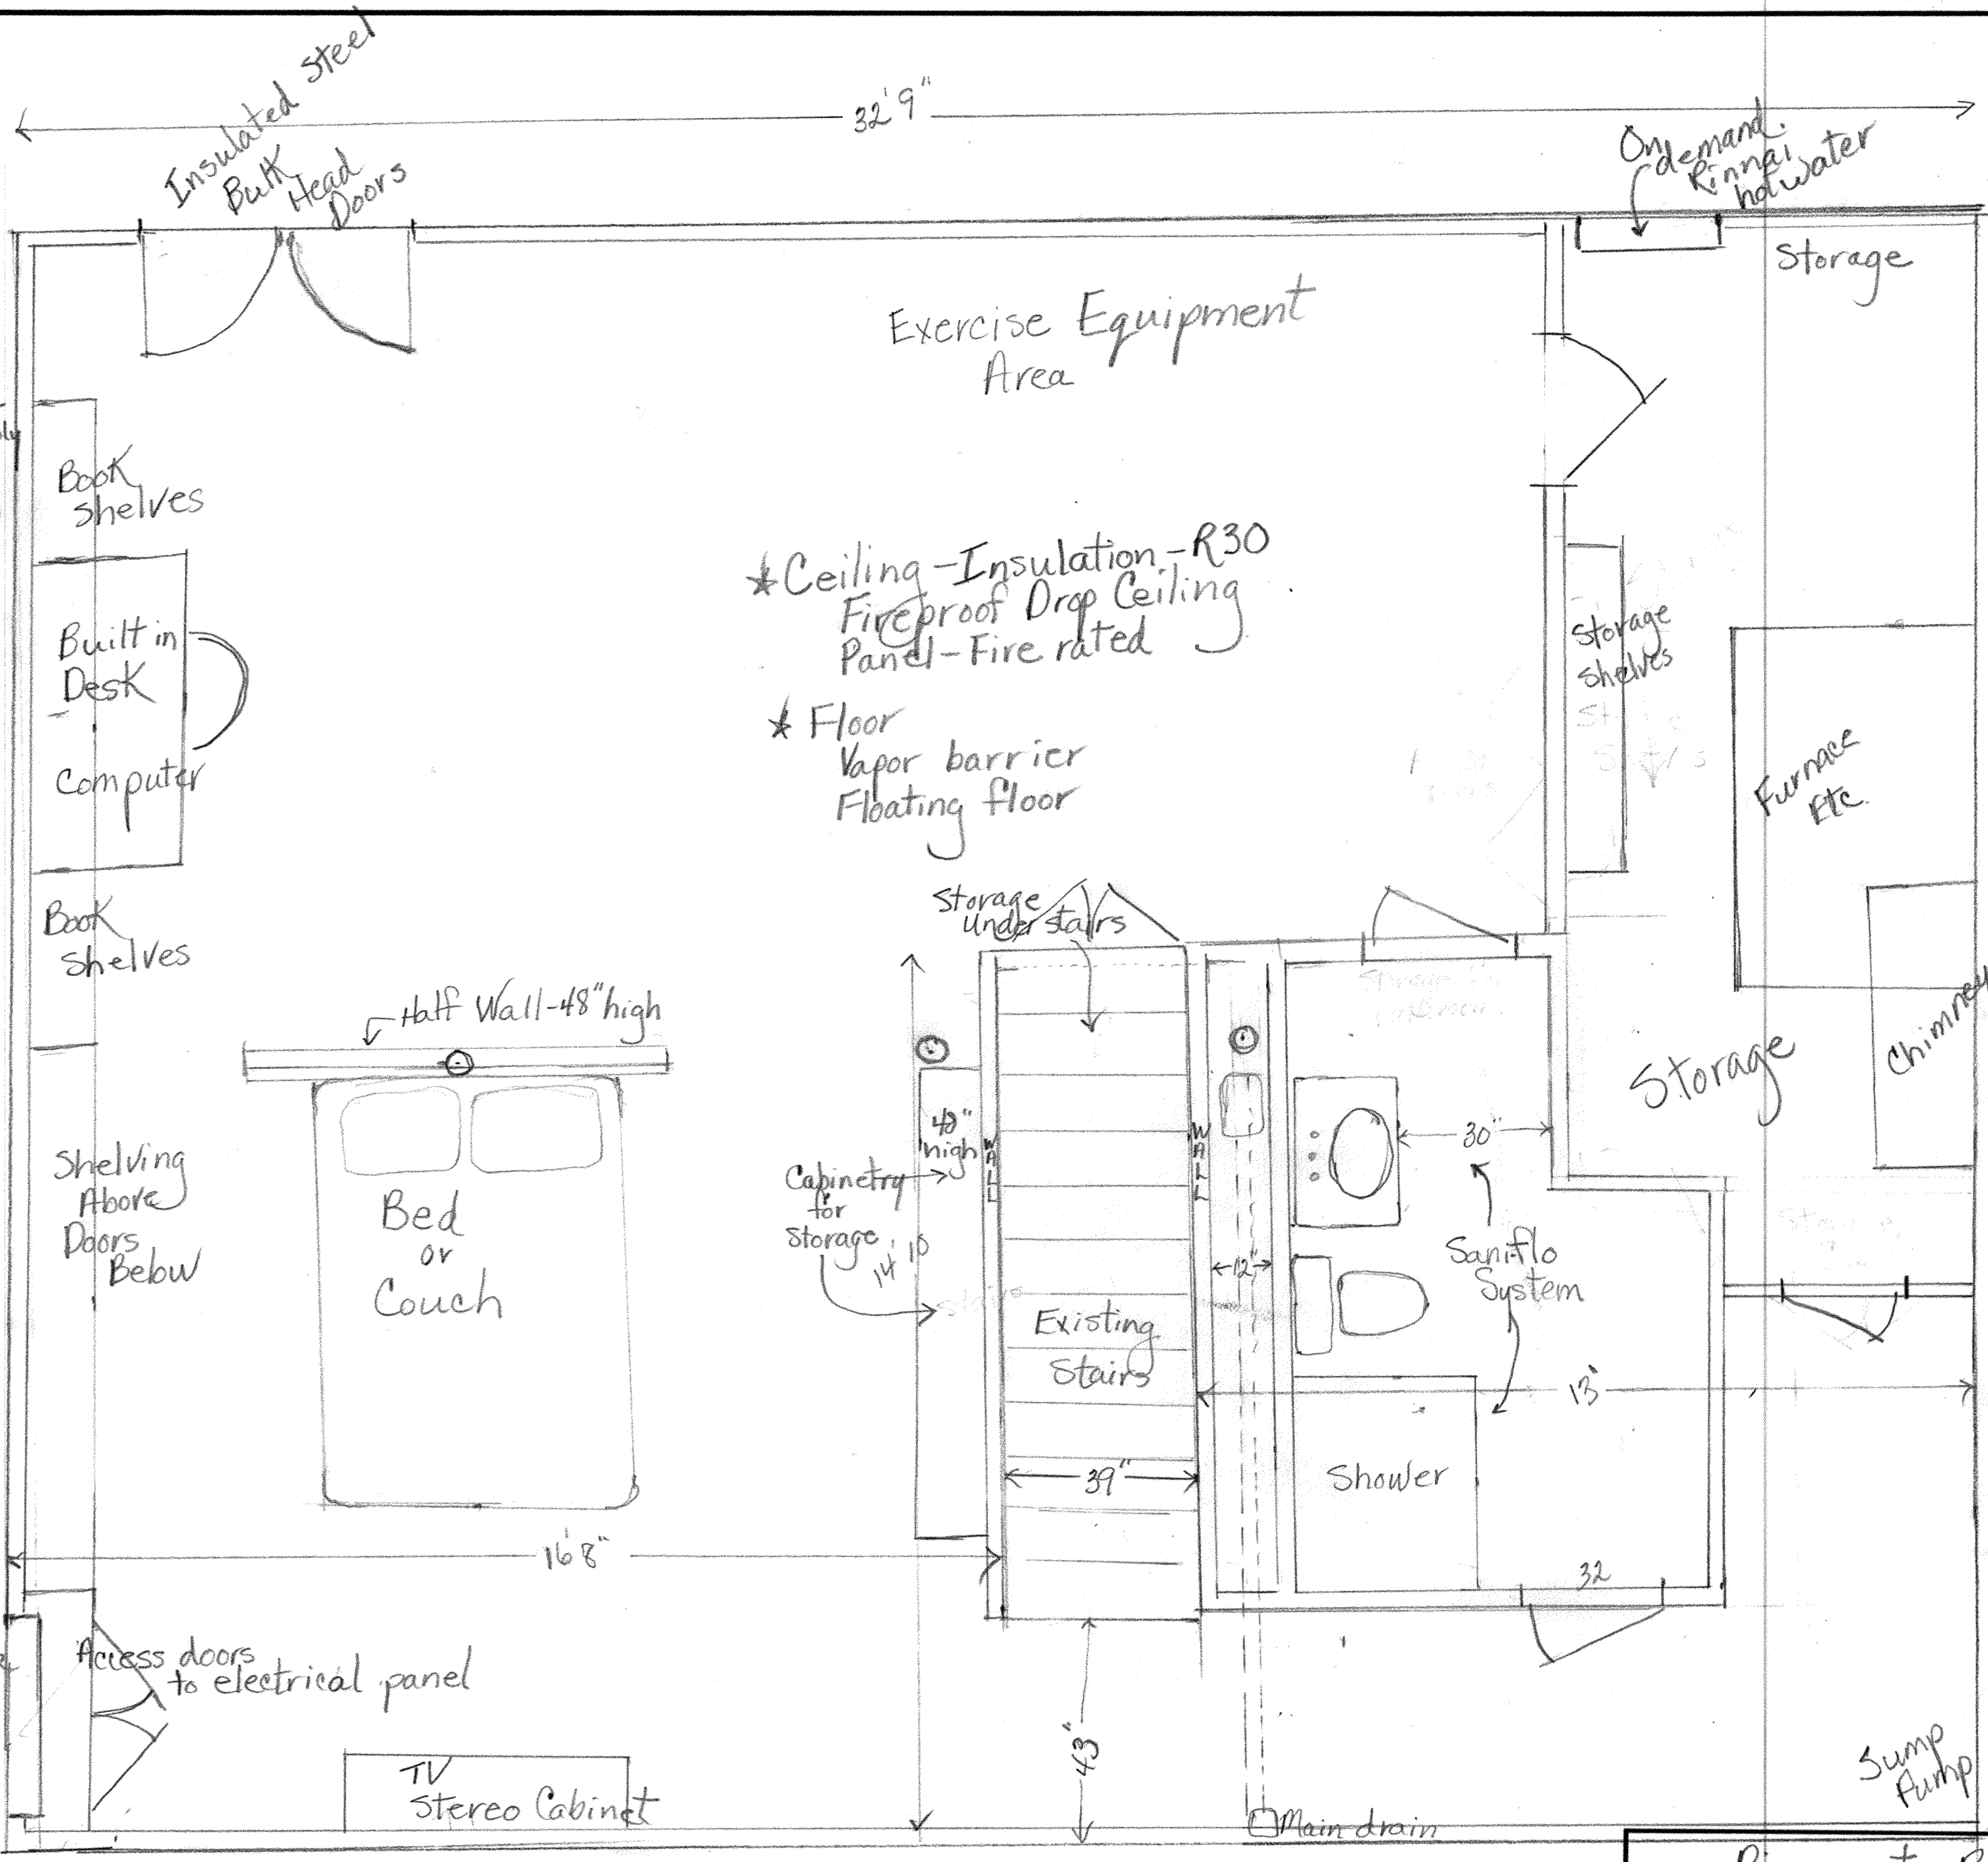 32'9"
Insulated Steel
Bulk
Head
Doors
On
demand.
Rinnai
hot water
Storage
Exercise Equipment
Area
Book
Shelves
*Ceiling-Insulation-R30
Fireproof Drop Ceiling
Panel-Fire rated
Built in
Desk
Computer
Storage
Shelves
* Floor
Vapor barrier
Floating floor
Furnace
Etc.
Book
Shelves
Storage
Under stairs
Half Wall-48" high
Storage
Chimney
48"
high
WALL
WALL
30"
Cabinetry
for
Storage
14' 10
Shelving
Above
Doors
Below
Bed
or
Couch
12"
Saniflo
System
Existing
Stairs
13'
39"
Shower
16'8"
32
Access doors
to electrical panel
43"
TV
Stereo Cabinet
Main drain
Sump
Pump